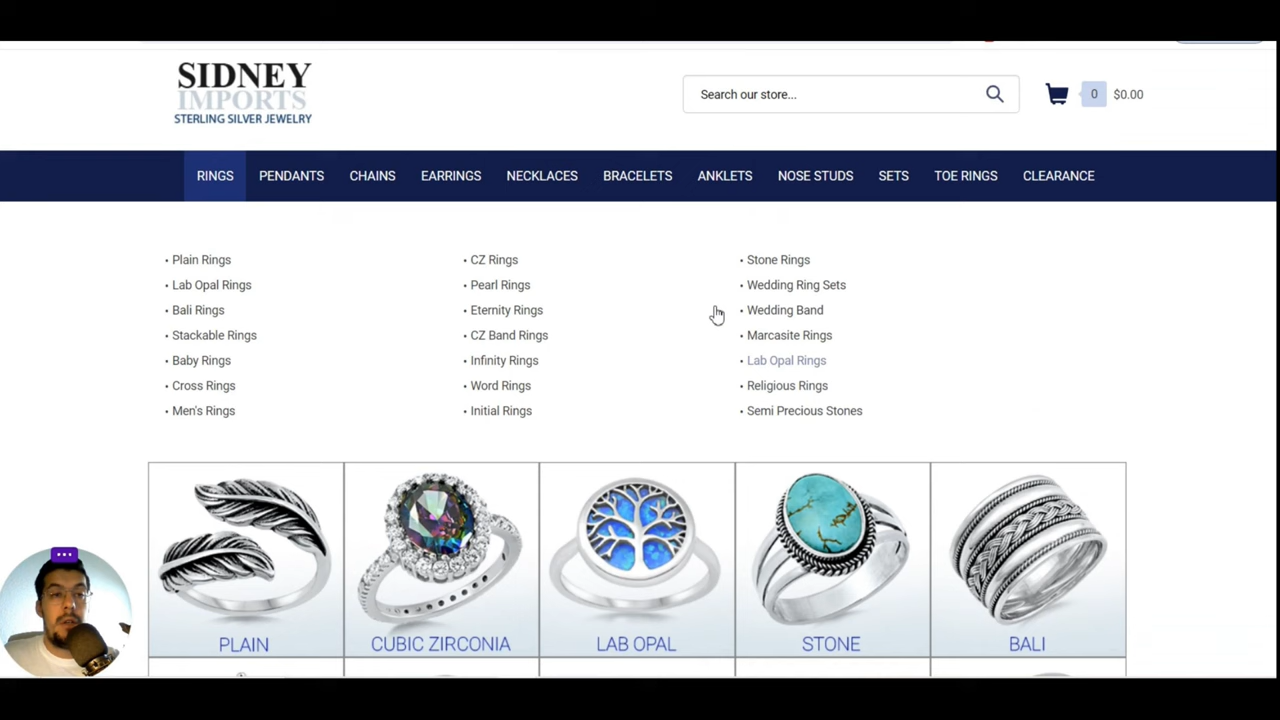 SIDNEY
IMPORTS
STERLING SILVER JEWELRY
Search our store...
0 $0.00
RINGS PENDANTS CHAINS EARRINGS NECKLACES BRACELETS ANKLETS NOSE STUDS SETS TOE RINGS CLEARANCE
• Plain Rings
• Lab Opal Rings
• Bali Rings
• Stackable Rings
• Baby Rings
• Cross Rings
• Men's Rings
• CZ Rings
• Pearl Rings
• Eternity Rings
• CZ Band Rings
• Infinity Rings
• Word Rings
• Initial Rings
• Stone Rings
• Wedding Ring Sets
• Wedding Band
• Marcasite Rings
• Lab Opal Rings
• Religious Rings
• Semi Precious Stones
PLAIN
CUBIC ZIRCONIA
LAB OPAL
STONE
BALI